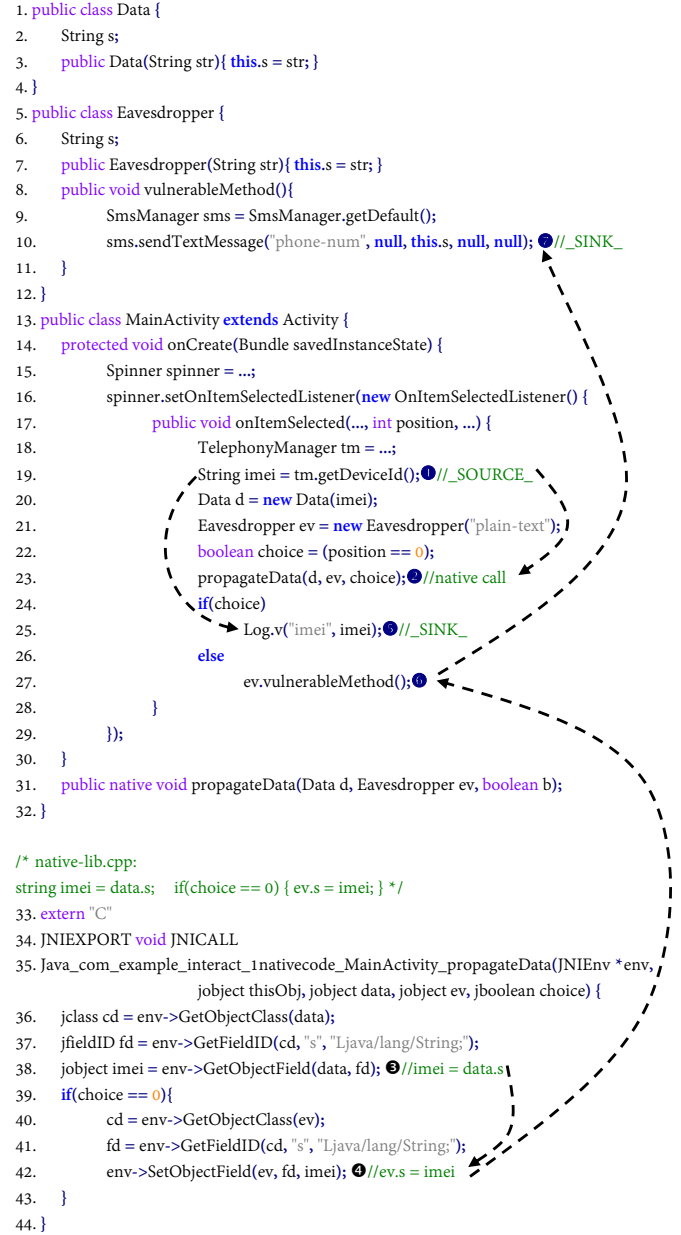 1. public class Data {
2. String s;
3. public Data(String str){ this.s = str; }
4. }
5. public class Eavesdropper {
6. String s;
7. public Eavesdropper(String str){ this.s = str; }
8. public void vulnerableMethod(){
9. SmsManager sms = SmsManager.getDefault();
10. sms.sendTextMessage("phone-num", null, this.s, null, null); ❼//_SINK_
11. }
12. }
13. public class MainActivity extends Activity {
14. protected void onCreate(Bundle savedInstanceState) {
15. Spinner spinner = ...;
16. spinner.setOnItemSelectedListener(new OnItemSelectedListener() {
17. public void onItemSelected(..., int position, ...) {
18. TelephonyManager tm = ...;
19. String imei = tm.getDeviceId();❶//_SOURCE_
20. Data d = new Data(imei);
21. Eavesdropper ev = new Eavesdropper("plain-text");
22. boolean choice = (position == 0);
23. propagateData(d, ev, choice);❷//native call
24. if(choice)
25. Log.v("imei", imei);❺//_SINK_
26. else
27. ev.vulnerableMethod();❻
28. }
29. });
30. }
31. public native void propagateData(Data d, Eavesdropper ev, boolean b);
32. }
/* native-lib.cpp:
string imei = data.s; if(choice == 0) { ev.s = imei; } */
33. extern "C"
34. JNIEXPORT void JNICALL
35. Java_com_example_interact_1nativecode_MainActivity_propagateData(JNIEnv *env,
jobject thisObj, jobject data, jobject ev, jboolean choice) {
36. jclass cd = env->GetObjectClass(data);
37. jfieldID fd = env->GetFieldID(cd, "s", "Ljava/lang/String;");
38. jobject imei = env->GetObjectField(data, fd); ❸//imei = data.s
39. if(choice == 0){
40. cd = env->GetObjectClass(ev);
41. fd = env->GetFieldID(cd, "s", "Ljava/lang/String;");
42. env->SetObjectField(ev, fd, imei); ❹//ev.s = imei
43. }
44. }